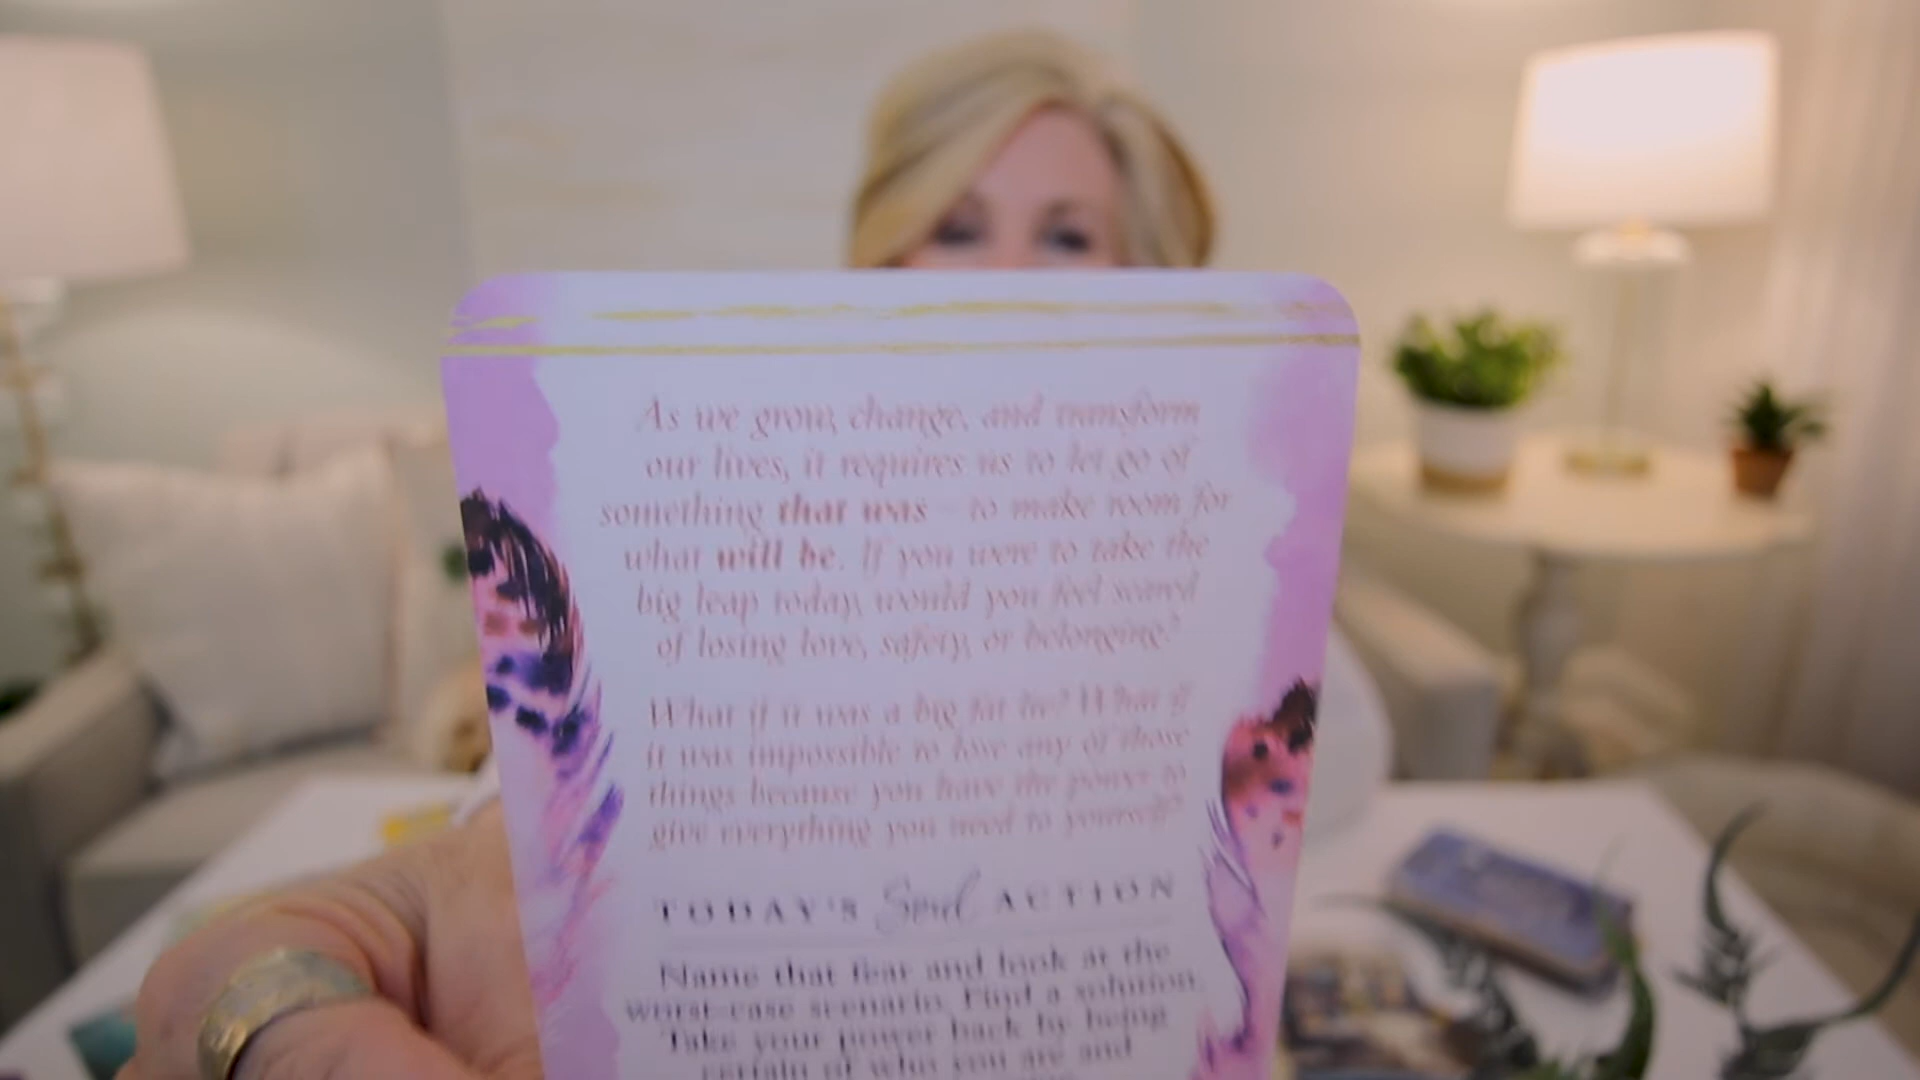 As we grow, change, and transform
our lives, it requires us to let go of
something that was – to make room for
what will be. If you were to take the
big leap today, would you feel scared
of losing love, safety, or belonging?
What if it was a big fat lie? What if
it was impossible to lose any of those
things because you have the power to
give everything you need to yourself?
TODAY'S Soul ACTION
Name that fear and look at the
worst-case scenario. Find a solution.
Take your power back by being
certain of who you are and